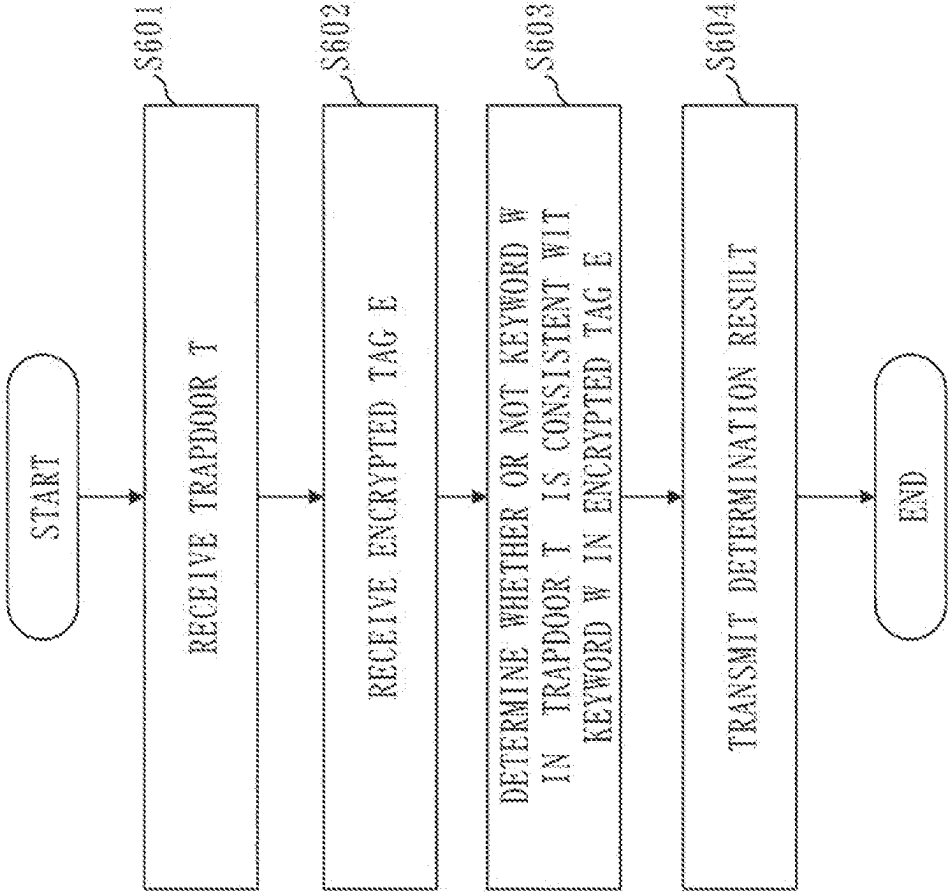 START
S601
RECEIVE TRAPDOOR T
S602
RECEIVE ENCRYPTED TAG E
S603
DETERMINE WHETHER OR NOT KEYWORD W
IN TRAPDOOR T IS CONSISTENT WIT
KEYWORD W IN ENCRYPTED TAG E
S604
TRANSMIT DETERMINATION RESULT
END